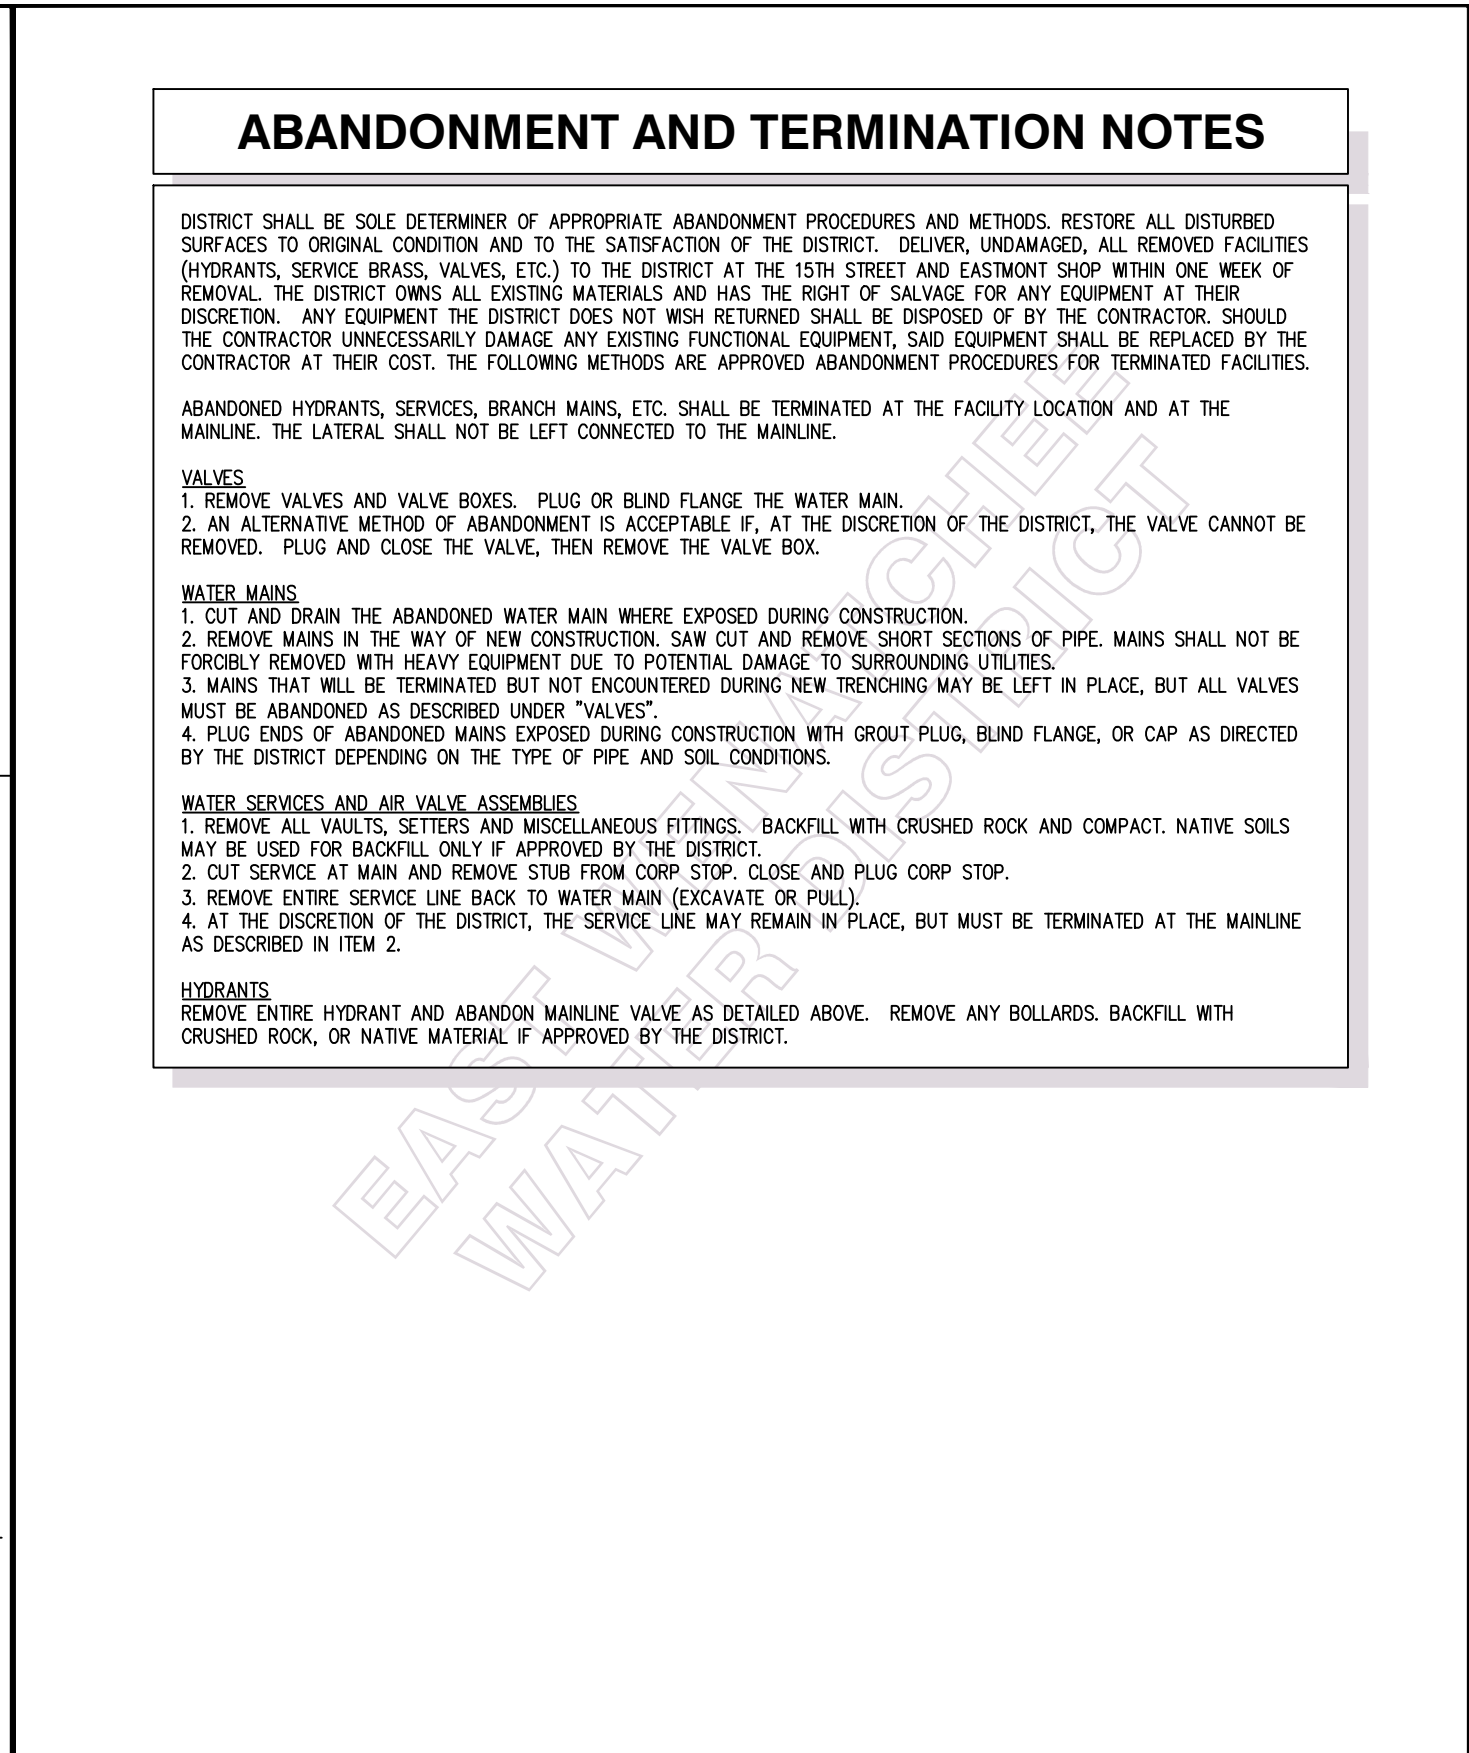 ABANDONMENT AND TERMINATION NOTES
DISTRICT SHALL BE SOLE DETERMINER OF APPROPRIATE ABANDONMENT PROCEDURES AND METHODS. RESTORE ALL DISTURBED
SURFACES TO ORIGINAL CONDITION AND TO THE SATISFACTION OF THE DISTRICT. DELIVER, UNDAMAGED, ALL REMOVED FACILITIES
(HYDRANTS, SERVICE BRASS, VALVES, ETC.) TO THE DISTRICT AT THE 15TH STREET AND EASTMONT SHOP WITHIN ONE WEEK OF
REMOVAL. THE DISTRICT OWNS ALL EXISTING MATERIALS AND HAS THE RIGHT OF SALVAGE FOR ANY EQUIPMENT AT THEIR
DISCRETION. ANY EQUIPMENT THE DISTRICT DOES NOT WISH RETURNED SHALL BE DISPOSED OF BY THE CONTRACTOR. SHOULD
THE CONTRACTOR UNNECESSARILY DAMAGE ANY EXISTING FUNCTIONAL EQUIPMENT, SAID EQUIPMENT SHALL BE REPLACED BY THE
CONTRACTOR AT THEIR COST. THE FOLLOWING METHODS ARE APPROVED ABANDONMENT PROCEDURES FOR TERMINATED FACILITIES.
ABANDONED HYDRANTS, SERVICES, BRANCH MAINS, ETC. SHALL BE TERMINATED AT THE FACILITY LOCATION AND AT THE
MAINLINE. THE LATERAL SHALL NOT BE LEFT CONNECTED TO THE MAINLINE.
VALVES
1. REMOVE VALVES AND VALVE BOXES. PLUG OR BLIND FLANGE THE WATER MAIN.
2. AN ALTERNATIVE METHOD OF ABANDONMENT IS ACCEPTABLE IF, AT THE DISCRETION OF THE DISTRICT, THE VALVE CANNOT BE
REMOVED. PLUG AND CLOSE THE VALVE, THEN REMOVE THE VALVE BOX.
WATER MAINS
1. CUT AND DRAIN THE ABANDONED WATER MAIN WHERE EXPOSED DURING CONSTRUCTION.
2. REMOVE MAINS IN THE WAY OF NEW CONSTRUCTION. SAW CUT AND REMOVE SHORT SECTIONS OF PIPE. MAINS SHALL NOT BE
FORCIBLY REMOVED WITH HEAVY EQUIPMENT DUE TO POTENTIAL DAMAGE TO SURROUNDING UTILITIES.
3. MAINS THAT WILL BE TERMINATED BUT NOT ENCOUNTERED DURING NEW TRENCHING MAY BE LEFT IN PLACE, BUT ALL VALVES
MUST BE ABANDONED AS DESCRIBED UNDER "VALVES".
4. PLUG ENDS OF ABANDONED MAINS EXPOSED DURING CONSTRUCTION WITH GROUT PLUG, BLIND FLANGE, OR CAP AS DIRECTED
BY THE DISTRICT DEPENDING ON THE TYPE OF PIPE AND SOIL CONDITIONS.
WATER SERVICES AND AIR VALVE ASSEMBLIES
1. REMOVE ALL VAULTS, SETTERS AND MISCELLANEOUS FITTINGS. BACKFILL WITH CRUSHED ROCK AND COMPACT. NATIVE SOILS
MAY BE USED FOR BACKFILL ONLY IF APPROVED BY THE DISTRICT.
2. CUT SERVICE AT MAIN AND REMOVE STUB FROM CORP STOP. CLOSE AND PLUG CORP STOP.
3. REMOVE ENTIRE SERVICE LINE BACK TO WATER MAIN (EXCAVATE OR PULL).
4. AT THE DISCRETION OF THE DISTRICT, THE SERVICE LINE MAY REMAIN IN PLACE, BUT MUST BE TERMINATED AT THE MAINLINE
AS DESCRIBED IN ITEM 2.
HYDRANTS
REMOVE ENTIRE HYDRANT AND ABANDON MAINLINE VALVE AS DETAILED ABOVE. REMOVE ANY BOLLARDS. BACKFILL WITH
CRUSHED ROCK, OR NATIVE MATERIAL IF APPROVED BY THE DISTRICT.
EAST WENATCHEE
WATER DISTRICT